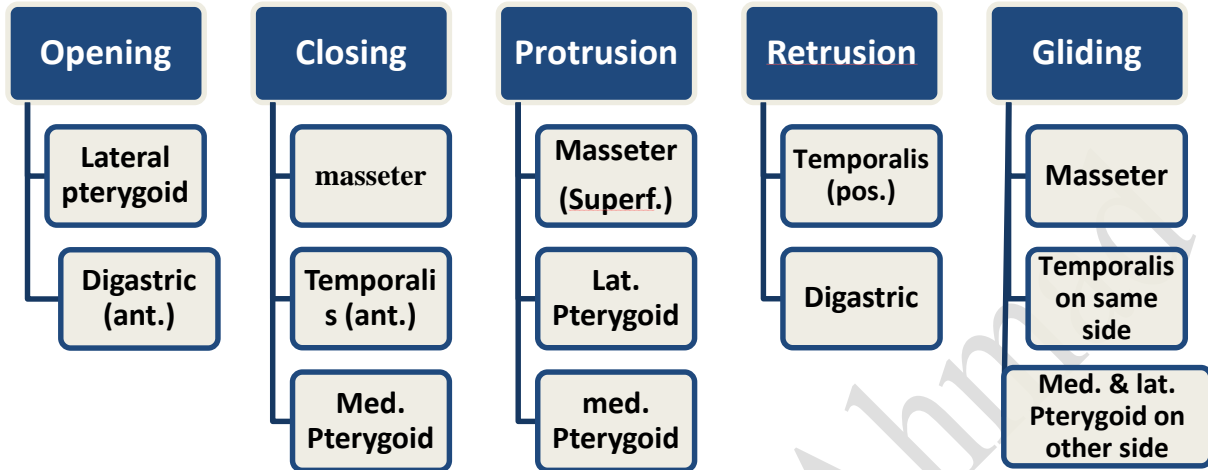 Opening
Lateral
pterygoid
Digastric
(ant.)
Closing
masseter
Temporali
s (ant.)
Med.
Pterygoid
Protrusion
Masseter
(Superf.)
Lat.
Pterygoid
med.
Pterygoid
Retrusion
Temporalis
(pos.)
Digastric
Gliding
Masseter
Temporalis
on same
side
Med. & lat.
Pterygoid on
other side